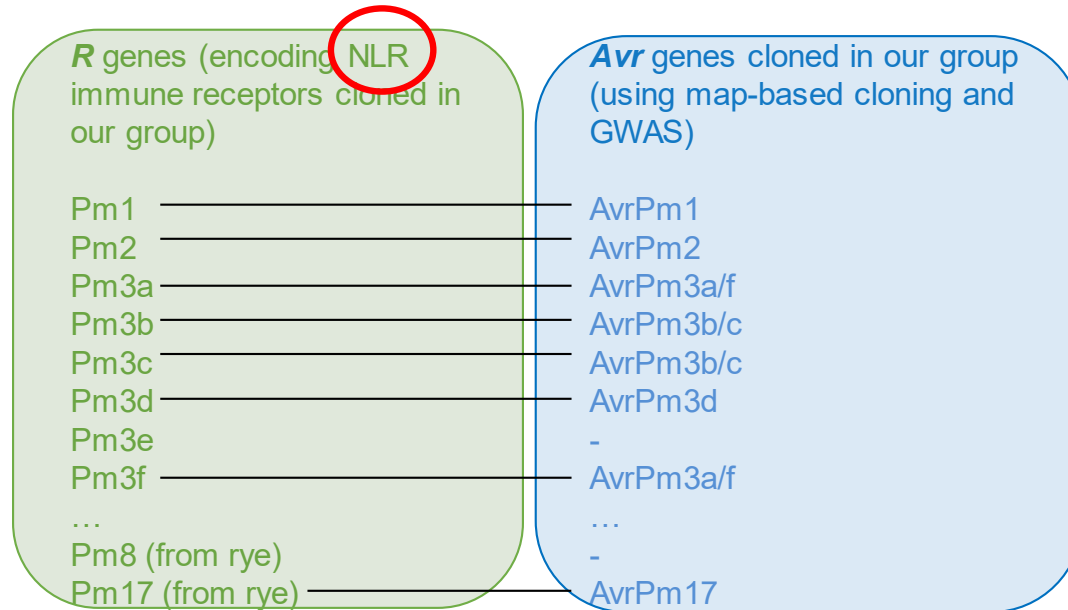 R genes (encoding NLR
immune receptors cloned in
our group)
Pm1
Pm2
Pm3a
Pm3b
Pm3c
Pm3d
Pm3e
Pm3f
…
Pm8 (from rye)
Pm17 (from rye)
Avr genes cloned in our group
(using map-based cloning and
GWAS)
AvrPm1
AvrPm2
AvrPm3a/f
AvrPm3b/c
AvrPm3b/c
AvrPm3d
-
AvrPm3a/f
…
-
AvrPm17